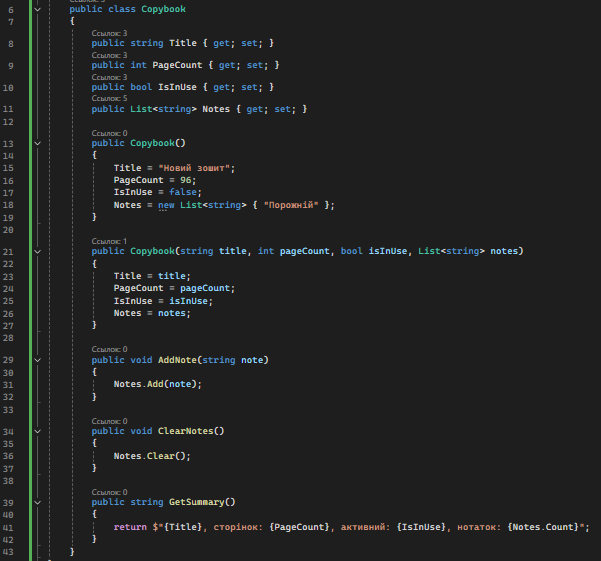 6 public class Copybook
7 {
Ссылок: 3
8 public string Title { get; set; }
Ссылок: 3
9 public int PageCount { get; set; }
Ссылок: 3
10 public bool IsInUse { get; set; }
Ссылок: 5
11 public List<string> Notes { get; set; }
12
Ссылок: 0
13 public Copybook()
14 {
15 Title = "Новий зошит";
16 PageCount = 96;
17 IsInUse = false;
18 Notes = new List<string> { "Порожній" };
19 }
20
Ссылок: 1
21 public Copybook(string title, int pageCount, bool isInUse, List<string> notes)
22 {
23 Title = title;
24 PageCount = pageCount;
25 IsInUse = isInUse;
26 Notes = notes;
27 }
28
Ссылок: 0
29 public void AddNote(string note)
30 {
31 Notes.Add(note);
32 }
33
Ссылок: 0
34 public void ClearNotes()
35 {
36 Notes.Clear();
37 }
38
Ссылок: 0
39 public string GetSummary()
40 {
41 return $"{Title}, сторінок: {PageCount}, активний: {IsInUse}, нотаток: {Notes.Count}";
42 }
43 }